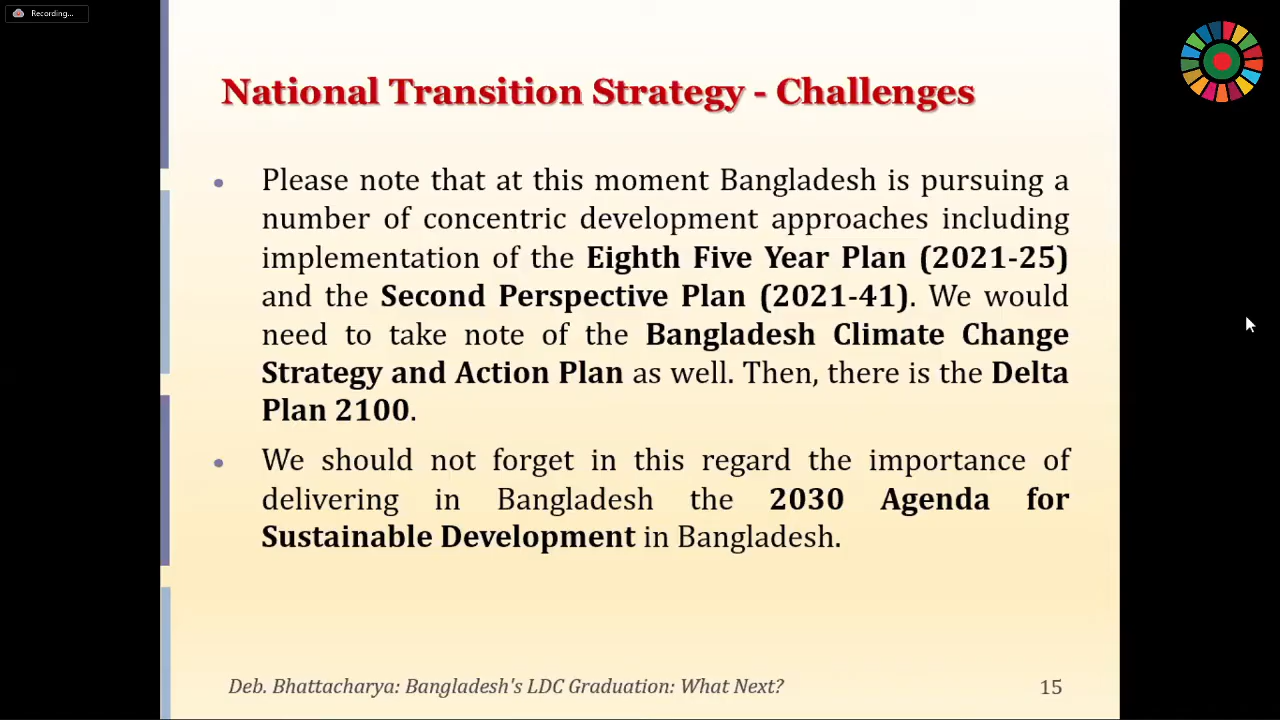 Recording...
National Transition Strategy - Challenges
• Please note that at this moment Bangladesh is pursuing a
number of concentric development approaches including
implementation of the Eighth Five Year Plan (2021-25)
and the Second Perspective Plan (2021-41). We would
need to take note of the Bangladesh Climate Change
Strategy and Action Plan as well. Then, there is the Delta
Plan 2100.
• We should not forget in this regard the importance of
delivering in Bangladesh the 2030 Agenda for
Sustainable Development in Bangladesh.
Deb. Bhattacharya: Bangladesh's LDC Graduation: What Next?
15